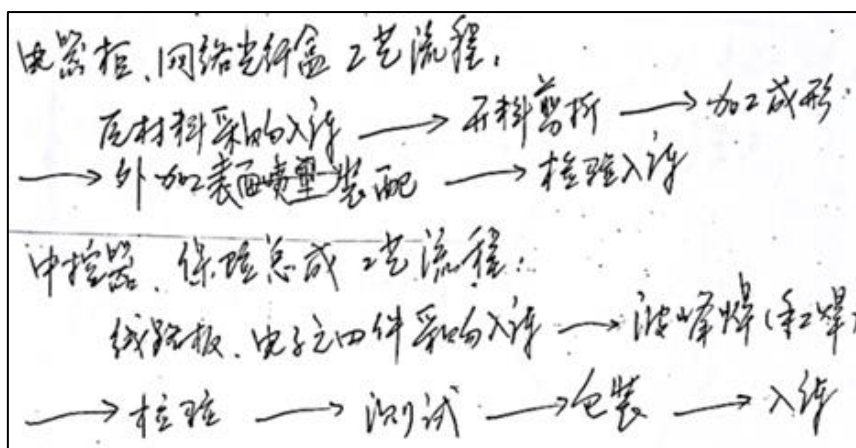 电器柜、网络光纤盒工艺流程:
原材料采购入库 → 开料剪折 → 加工成形
→ 外加表面喷塑 装配 → 检验入库
中控器、保险总成工艺流程:
线路板、电子元件采购入库 → 波峰焊(手工焊)
→ 检验 → 测试 → 包装 → 入库